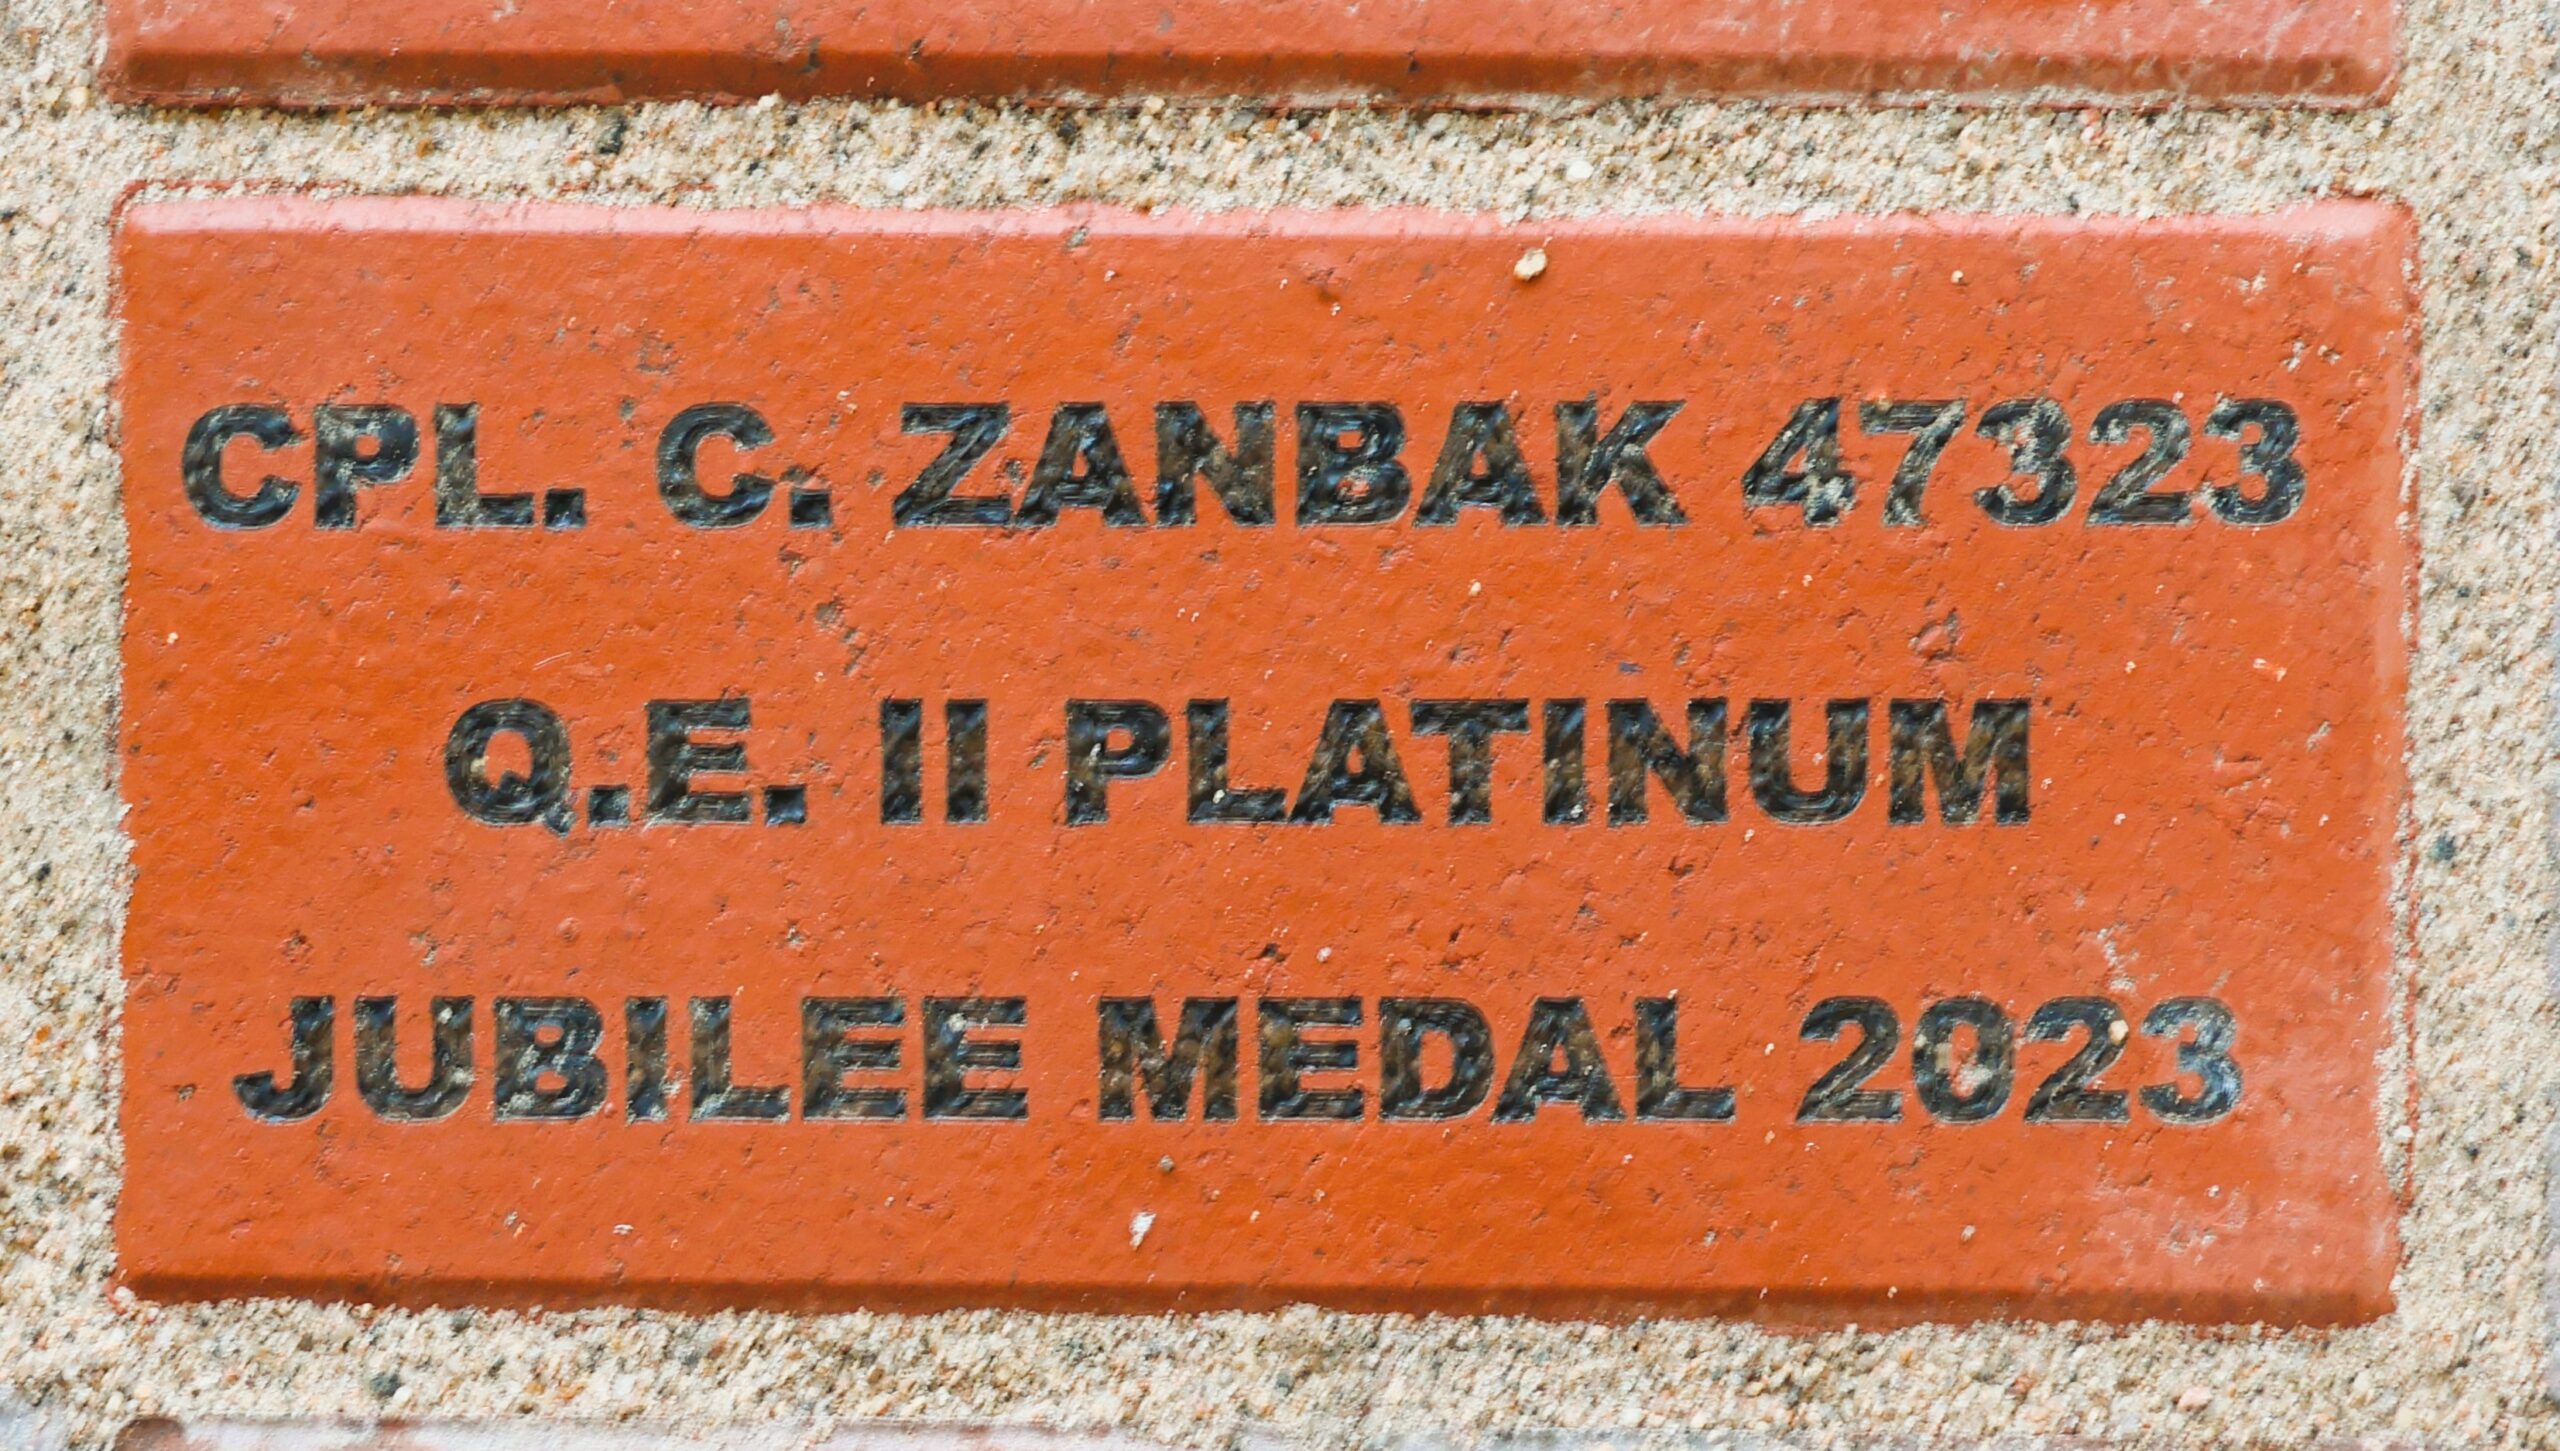 CPL. C. ZANBAK 47323
Q.E. II PLATINUM
JUBILEE MEDAL 2023